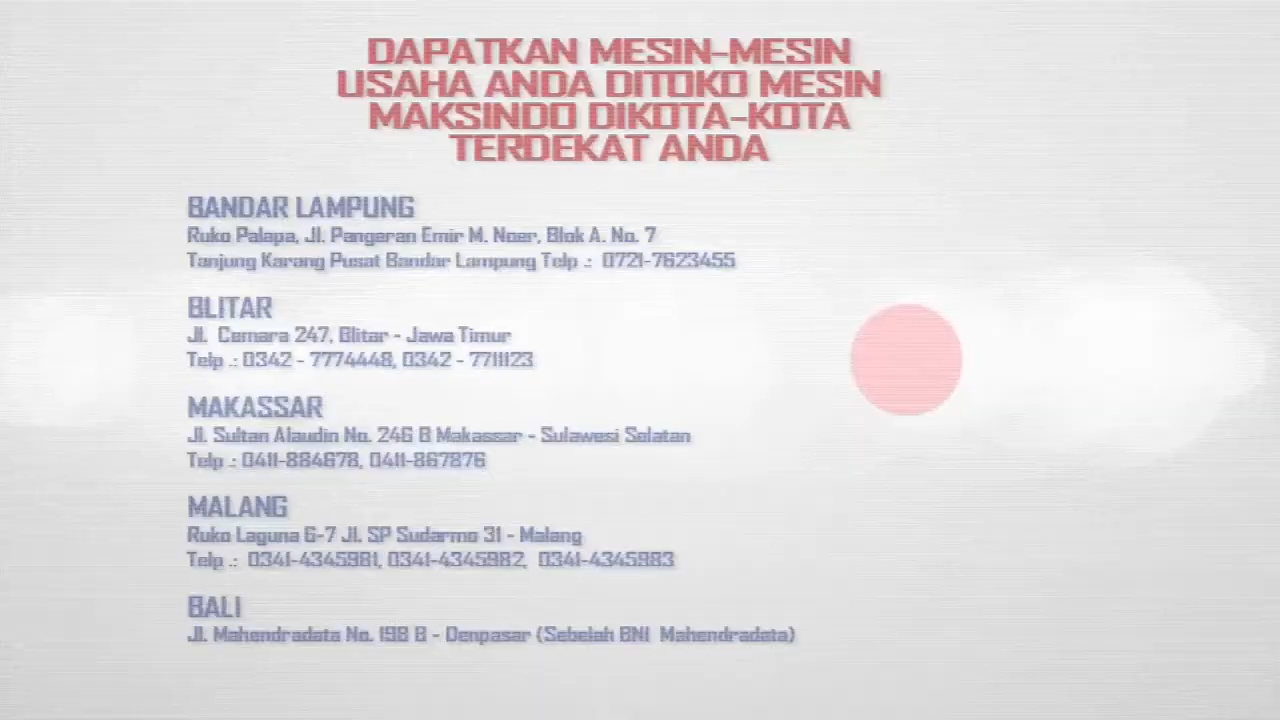 DAPATKAN MESIN-MESIN
USAHA ANDA DITOKO MESIN
MAKSINDO DIKOTA-KOTA
TERDEKAT ANDA
BANDAR LAMPUNG
Ruko Palapa, Jl. Pangeran Emir M. Noer, Blok A. No. 7
Tanjung Karang Pusat Bandar Lampung Telp .: 0721-7623455
BLITAR
Jl. Cemara 247, Blitar - Jawa Timur
Telp .: 0342 - 7774448, 0342 - 7711123
MAKASSAR
Jl. Sultan Alaudin No. 246 B Makassar - Sulawesi Selatan
Telp .: 0411-884678, 0411-867876
MALANG
Ruko Laguna 6-7 Jl. SP Sudarmo 31 - Malang
Telp .: 0341-4345981, 0341-4345982, 0341-4345983
BALI
Jl. Mahendradata No. 198 B - Denpasar (Sebelah BNI Mahendradata)